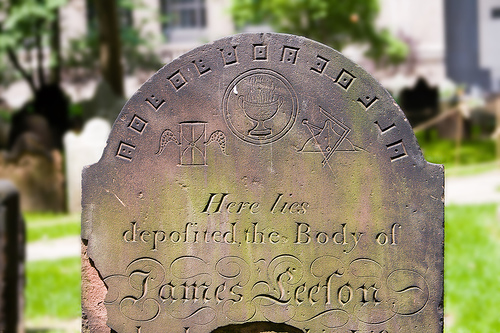 Here lies
depoſited, the Body of
James Leeſon,